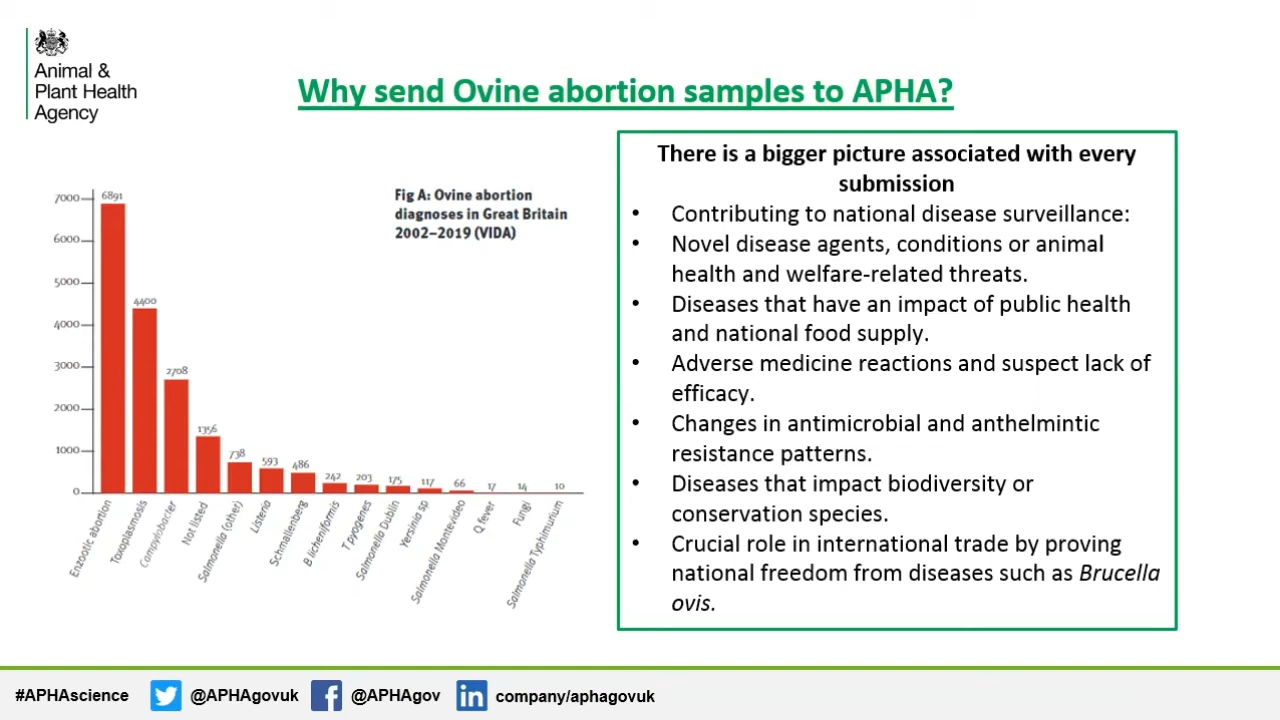 Animal &
Plant Health
Agency
Why send Ovine abortion samples to APHA?
Fig A: Ovine abortion
diagnoses in Great Britain
2002–2019 (VIDA)
7000
6000
5000
4000
3000
2000
1000
0
6891
4400
2708
1356
738
593
486
242
203
175
117
66
17
14
10
Enzootic abortion
Toxoplasmosis
Campylobacter
Not listed
Salmonella (other)
Listeria
Schmallenberg
B licheniformis
T pyogenes
Salmonella Dublin
Yersinia sp
Salmonella Montevideo
Q fever
Fungi
Salmonella Typhimurium
There is a bigger picture associated with every
submission
• Contributing to national disease surveillance:
• Novel disease agents, conditions or animal
health and welfare-related threats.
• Diseases that have an impact of public health
and national food supply.
• Adverse medicine reactions and suspect lack of
efficacy.
• Changes in antimicrobial and anthelmintic
resistance patterns.
• Diseases that impact biodiversity or
conservation species.
• Crucial role in international trade by proving
national freedom from diseases such as Brucella
ovis.
#APHAscience @APHAgovuk @APHAgov company/aphagovuk